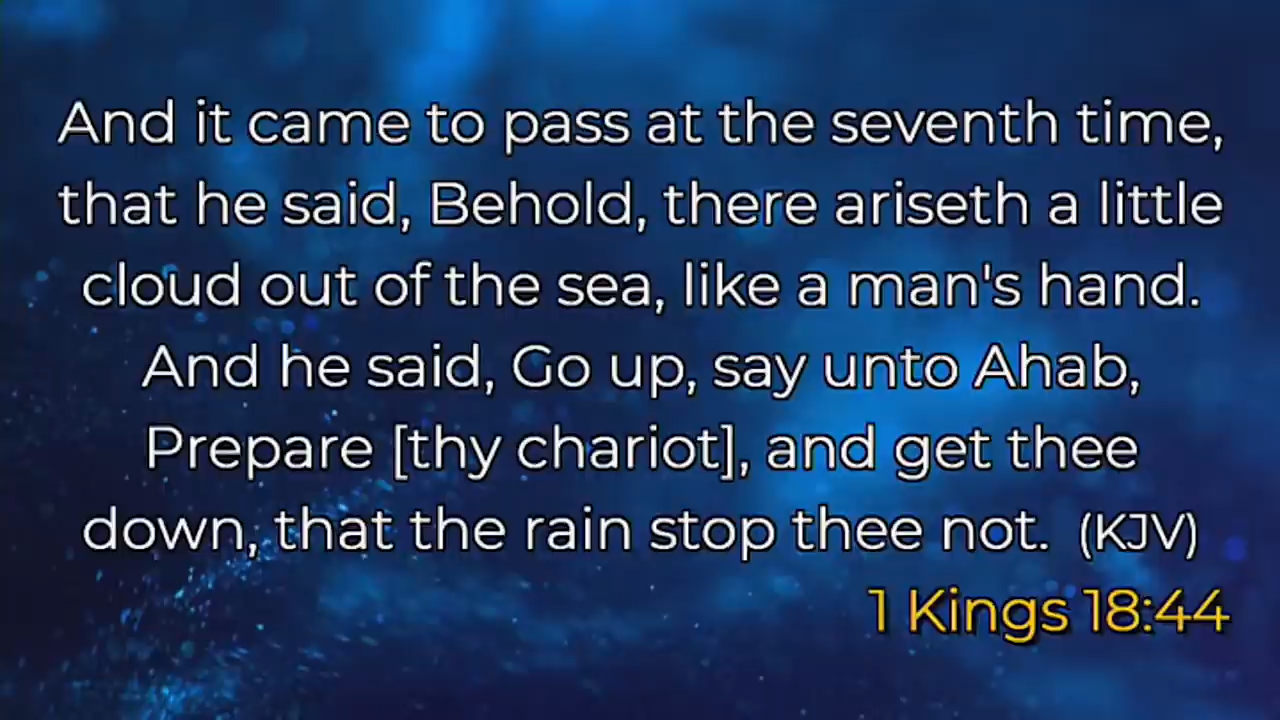 And it came to pass at the seventh time,
that he said, Behold, there ariseth a little
cloud out of the sea, like a man's hand.
And he said, Go up, say unto Ahab,
Prepare [thy chariot], and get thee
down, that the rain stop thee not. (KJV)
1 Kings 18:44